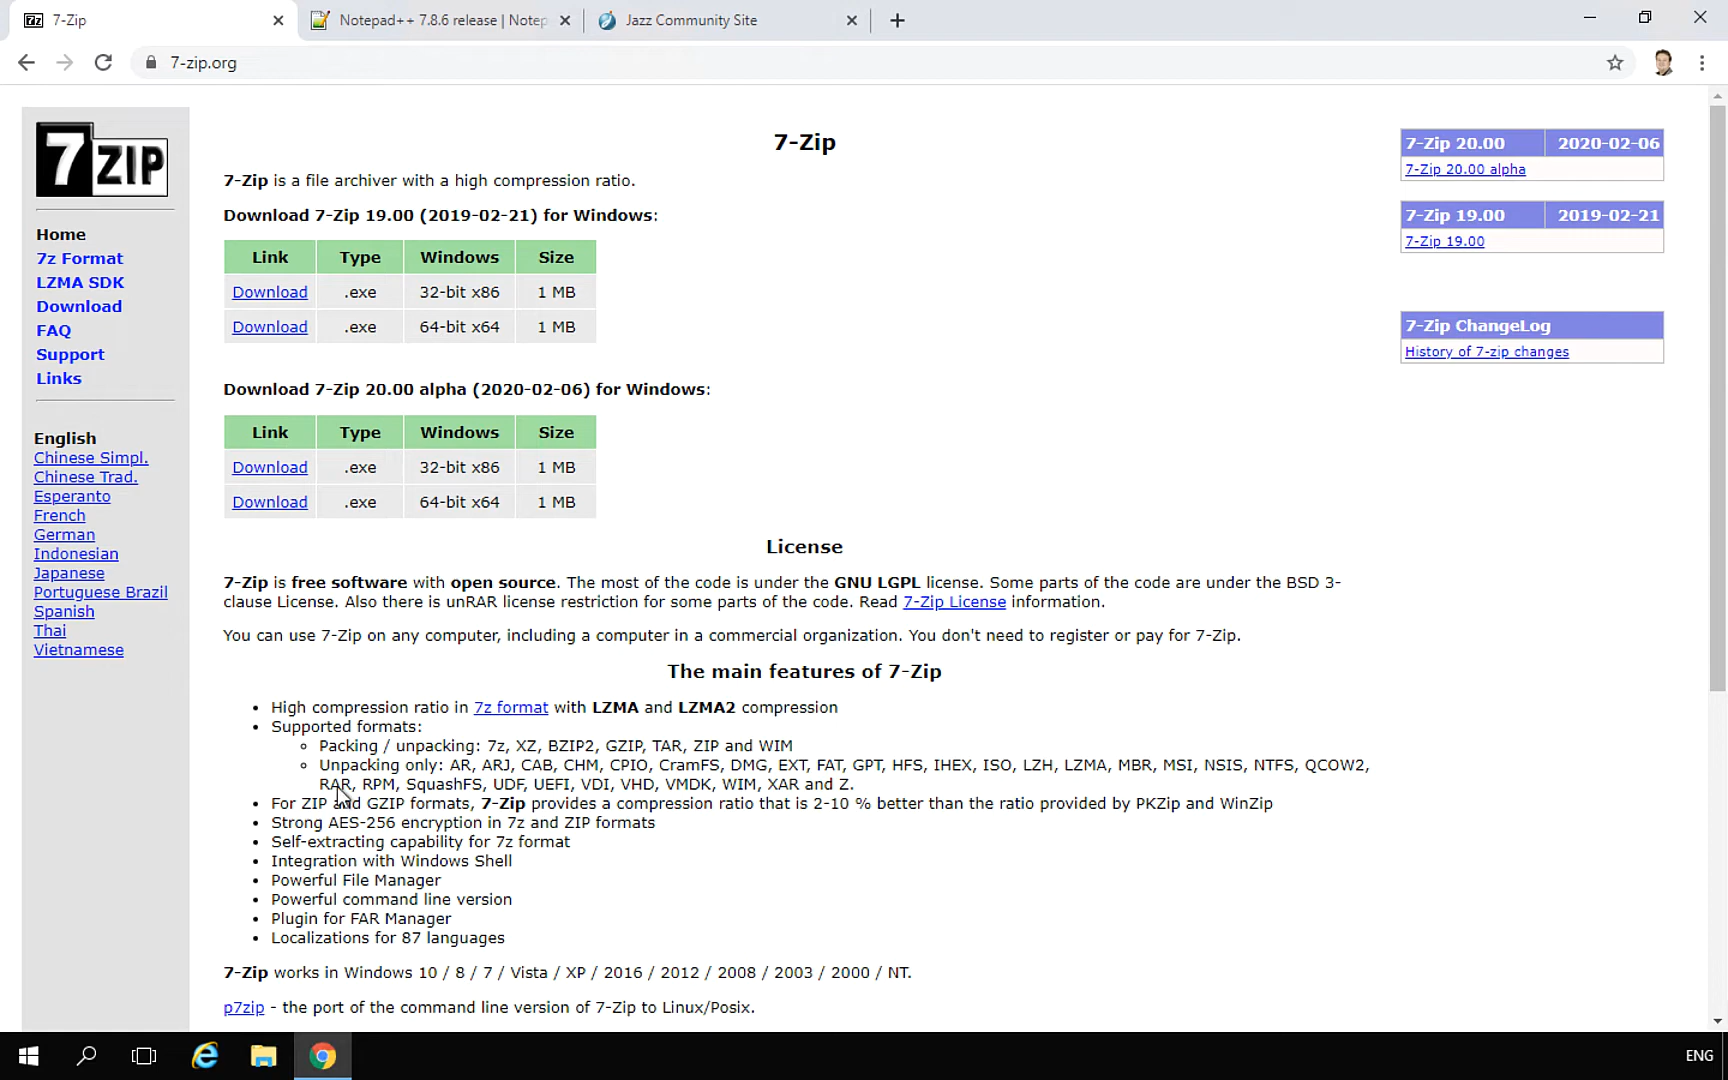 7-Zip
Notepad++ 7.8.6 release | Notep
Jazz Community Site
7-zip.org
7 ZIP
Home
7z Format
LZMA SDK
Download
FAQ
Support
Links
English
Chinese Simpl.
Chinese Trad.
Esperanto
French
German
Indonesian
Japanese
Portuguese Brazil
Spanish
Thai
Vietnamese
7-Zip
7-Zip is a file archiver with a high compression ratio.
Download 7-Zip 19.00 (2019-02-21) for Windows:
Link Type Windows Size
Download .exe 32-bit x86 1 MB
Download .exe 64-bit x64 1 MB
Download 7-Zip 20.00 alpha (2020-02-06) for Windows:
Link Type Windows Size
Download .exe 32-bit x86 1 MB
Download .exe 64-bit x64 1 MB
License
7-Zip is free software with open source. The most of the code is under the GNU LGPL license. Some parts of the code are under the BSD 3-
clause License. Also there is unRAR license restriction for some parts of the code. Read 7-Zip License information.
You can use 7-Zip on any computer, including a computer in a commercial organization. You don't need to register or pay for 7-Zip.
The main features of 7-Zip
• High compression ratio in 7z format with LZMA and LZMA2 compression
• Supported formats:
◦ Packing / unpacking: 7z, XZ, BZIP2, GZIP, TAR, ZIP and WIM
◦ Unpacking only: AR, ARJ, CAB, CHM, CPIO, CramFS, DMG, EXT, FAT, GPT, HFS, IHEX, ISO, LZH, LZMA, MBR, MSI, NSIS, NTFS, QCOW2,
RAR, RPM, SquashFS, UDF, UEFI, VDI, VHD, VMDK, WIM, XAR and Z.
• For ZIP and GZIP formats, 7-Zip provides a compression ratio that is 2-10 % better than the ratio provided by PKZip and WinZip
• Strong AES-256 encryption in 7z and ZIP formats
• Self-extracting capability for 7z format
• Integration with Windows Shell
• Powerful File Manager
• Powerful command line version
• Plugin for FAR Manager
• Localizations for 87 languages
7-Zip works in Windows 10 / 8 / 7 / Vista / XP / 2016 / 2012 / 2008 / 2003 / 2000 / NT.
p7zip - the port of the command line version of 7-Zip to Linux/Posix.
7-Zip 20.00 2020-02-06
7-Zip 20.00 alpha
7-Zip 19.00 2019-02-21
7-Zip 19.00
7-Zip ChangeLog
History of 7-zip changes
ENG